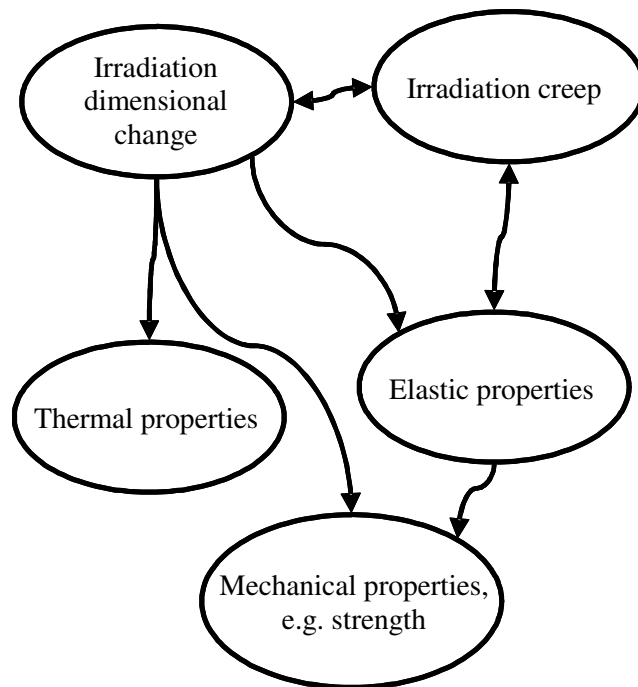 Irradiation
dimensional
change
Irradiation creep
Elastic properties
Thermal properties
Mechanical properties,
e.g. strength